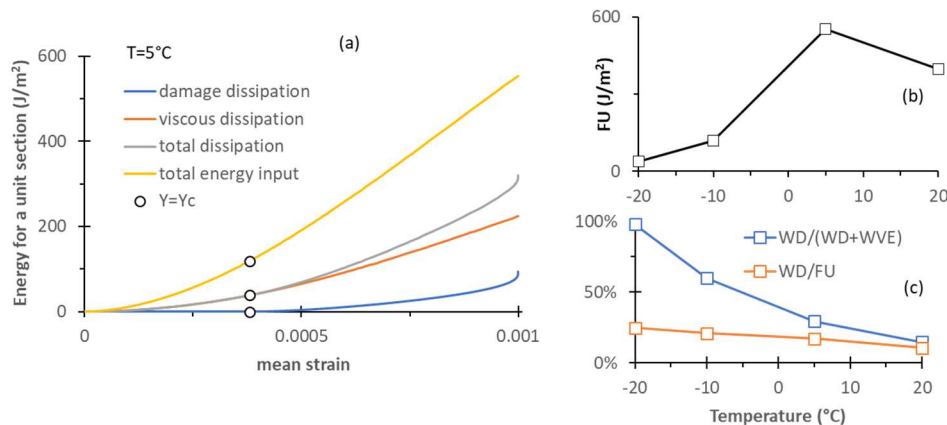 T=5°C
(a)
Energy for a unit section (J/m²)
600
400
200
0
damage dissipation
viscous dissipation
total dissipation
total energy input
Y=Yc
0
0.0005
0.001
mean strain
FU (J/m²)
600
0
(b)
-20
-10
0
10
20
100%
50%
0%
WD/(WD+WVE)
WD/FU
(c)
-20
-10
0
10
20
Temperature (°C)